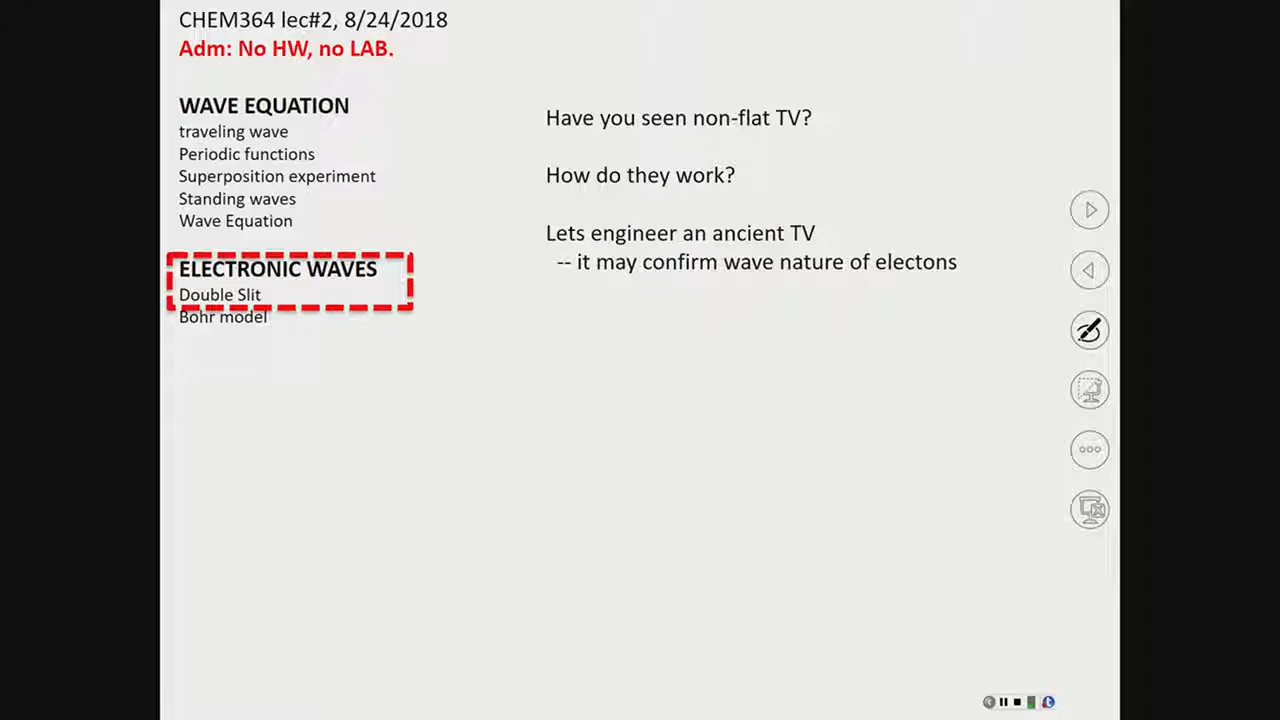 CHEM364 lec#2, 8/24/2018
Adm: No HW, no LAB.
WAVE EQUATION
traveling wave
Periodic functions
Superposition experiment
Standing waves
Wave Equation
ELECTRONIC WAVES
Double Slit
Bohr model
Have you seen non-flat TV?
How do they work?
Lets engineer an ancient TV
-- it may confirm wave nature of electons